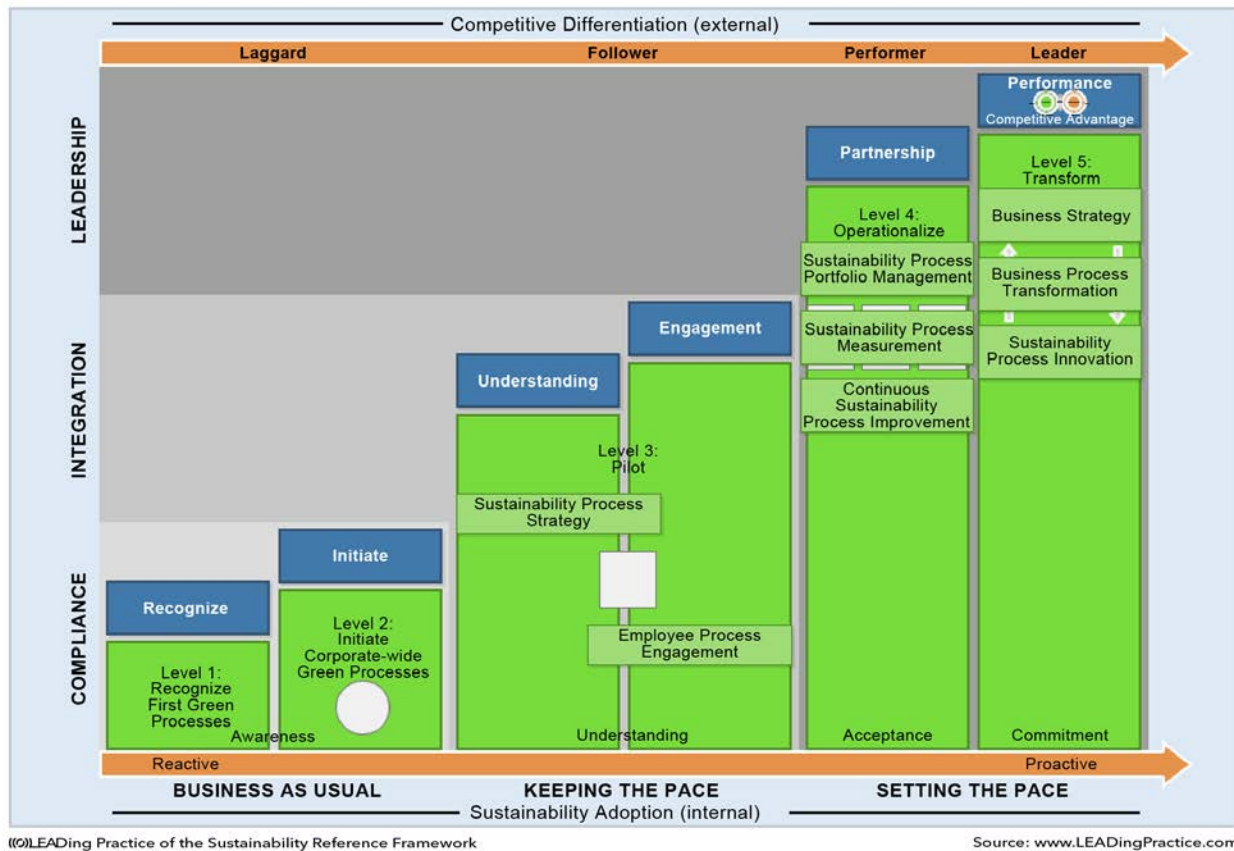 Competitive Differentiation (external)
Laggard
Follower
Performer
Leader
LEADERSHIP
INTEGRATION
COMPLIANCE
Performance
Competitive Advantage
Level 5:
Transform
Business Strategy
Business Process
Transformation
Sustainability
Process Innovation
Commitment
Partnership
Level 4:
Operationalize
Sustainability Process
Portfolio Management
Sustainability Process
Measurement
Continuous
Sustainability
Process Improvement
Acceptance
Engagement
Understanding
Level 3:
Pilot
Sustainability Process
Strategy
Employee Process
Engagement
Understanding
Initiate
Level 2:
Initiate
Corporate-wide
Green Processes
Recognize
Level 1:
Recognize
First Green
Processes
Awareness
Reactive
Proactive
BUSINESS AS USUAL
KEEPING THE PACE
SETTING THE PACE
Sustainability Adoption (internal)
((O))LEADing Practice of the Sustainability Reference Framework
Source: www.LEADingPractice.com